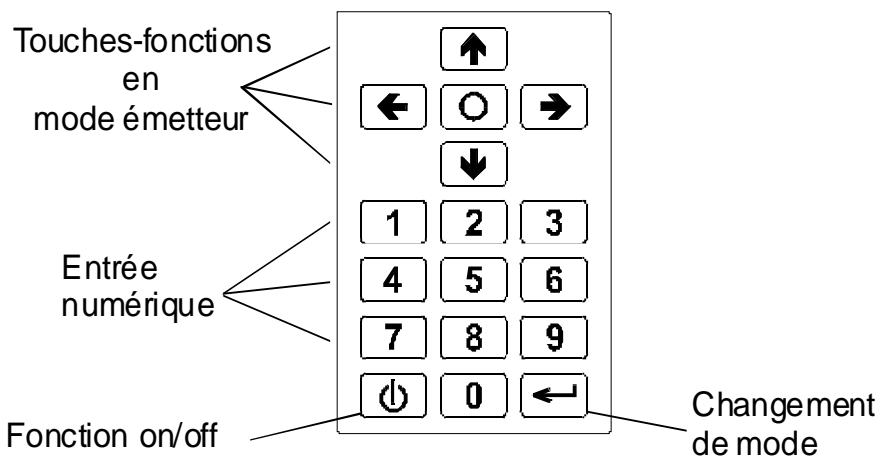 Touches-fonctions
en
mode émetteur
1 2 3
Entrée
numérique
4 5 6
7 8 9
0
Fonction on/off
Changement
de mode